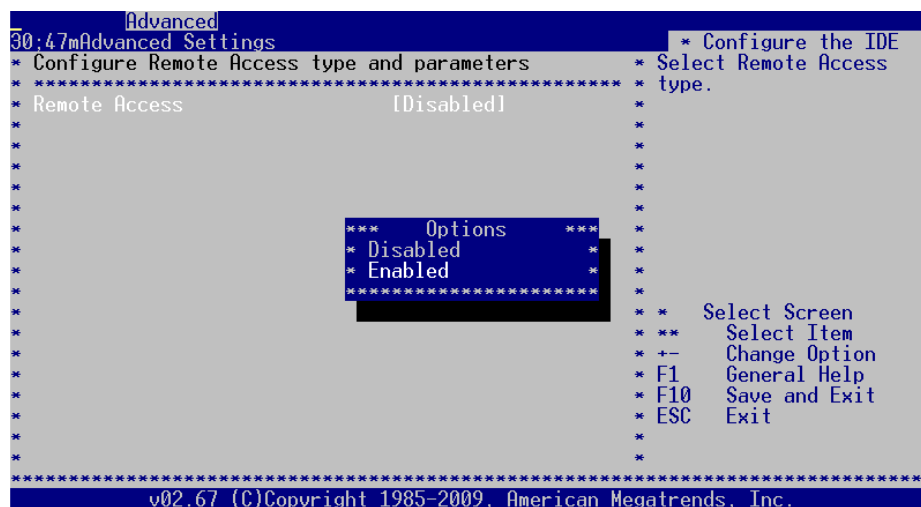 Advanced
30;47mAdvanced Settings * Configure the IDE
* Configure Remote Access type and parameters * Select Remote Access
* ************************************************** * type.
* Remote Access [Disabled] *
* *
* *
* *
* *
* *
* *** Options *** *
* * Disabled * *
* * Enabled * *
* ********************** *
* * * Select Screen
* * ** Select Item
* * +- Change Option
* * F1 General Help
* * F10 Save and Exit
* * ESC Exit
* *
* *
******************************************************************************
v02.67 (C)Copyright 1985-2009, American Megatrends, Inc.